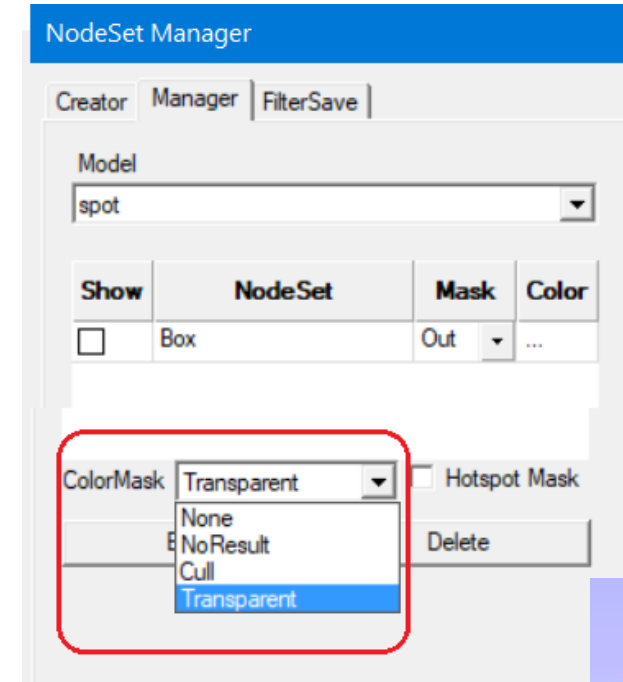 NodeSet Manager
Creator Manager FilterSave
Model
spot
Show NodeSet Mask Color
Box Out ...
ColorMask Transparent Hotspot Mask
None
NoResult Delete
Cull
Transparent